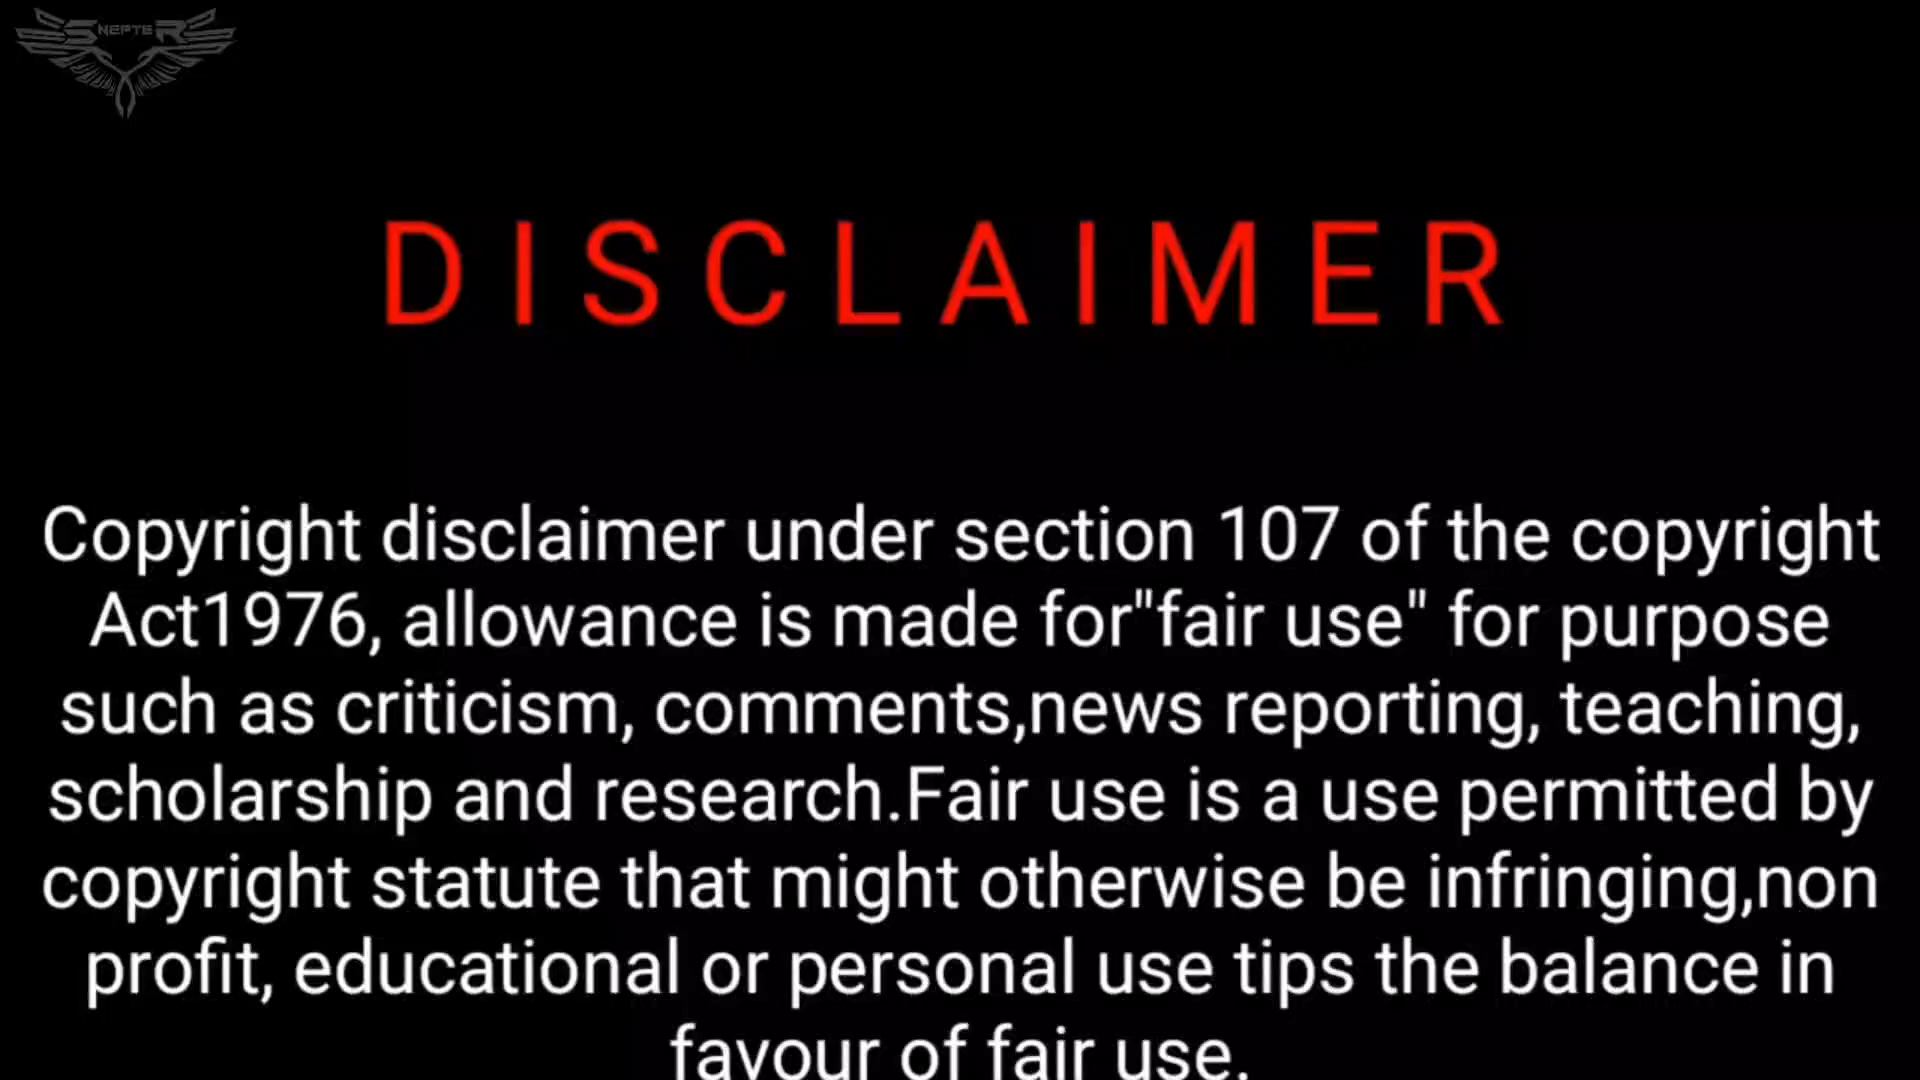 SNEPTER
DISCLAIMER
Copyright disclaimer under section 107 of the copyright
Act1976, allowance is made for"fair use" for purpose
such as criticism, comments,news reporting, teaching,
scholarship and research.Fair use is a use permitted by
copyright statute that might otherwise be infringing,non
profit, educational or personal use tips the balance in
favour of fair use.